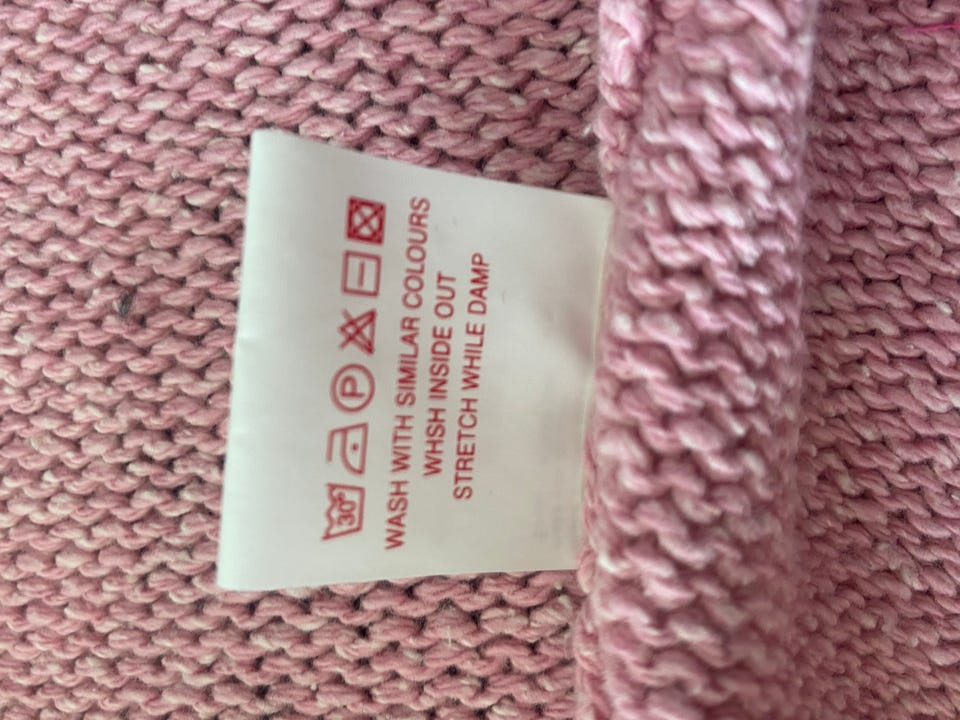 30° P
WASH WITH SIMILAR COLOURS
WHSH INSIDE OUT
STRETCH WHILE DAMP